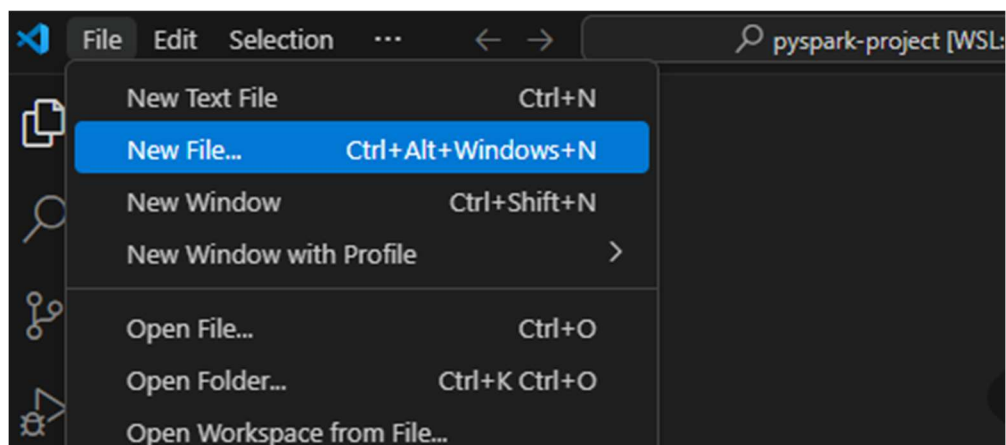 File Edit Selection ··· pyspark-project [WSL:
New Text File Ctrl+N
New File... Ctrl+Alt+Windows+N
New Window Ctrl+Shift+N
New Window with Profile
Open File... Ctrl+O
Open Folder... Ctrl+K Ctrl+O
Open Workspace from File...